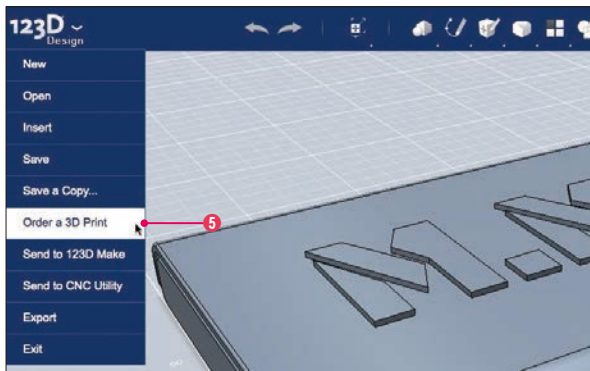 123D
Design
New
Open
Insert
Save
Save a Copy...
Order a 3D Print
5
Send to 123D Make
Send to CNC Utility
Export
Exit
M.